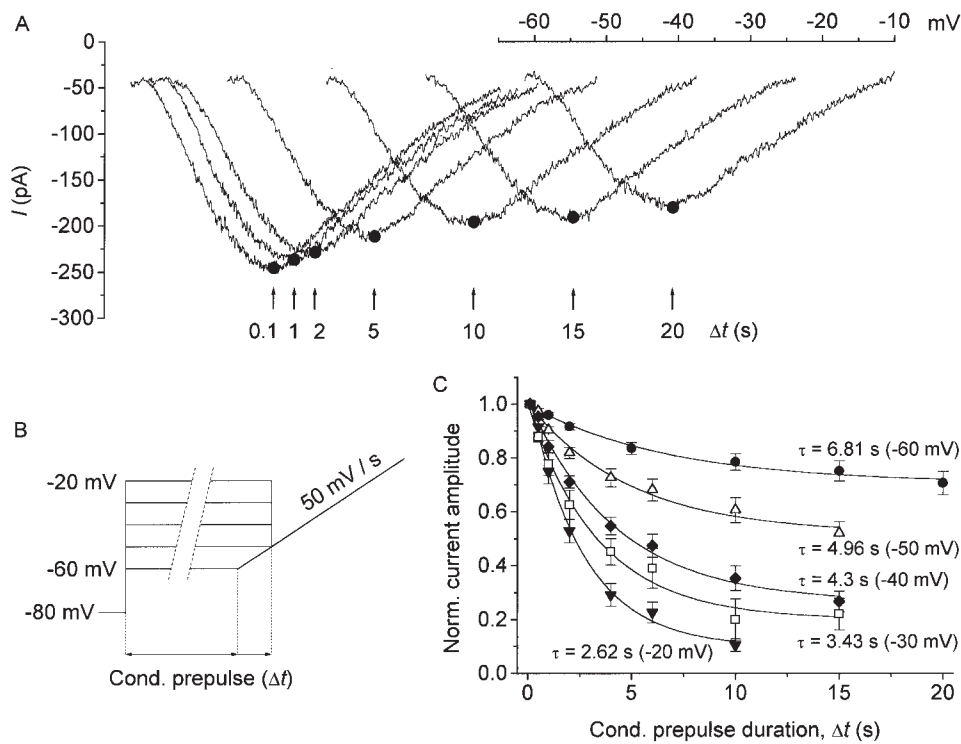 A
−60 −50 −40 −30 −20 −10 mV
0
−50
−100
−150
−200
−250
−300
I (pA)
0.1 1 2 5 10 15 20 Δt (s)
B
-20 mV
-60 mV
-80 mV
50 mV / s
Cond. prepulse (Δt)
C
Norm. current amplitude
1.0
0.8
0.6
0.4
0.2
0.0
τ = 6.81 s (-60 mV)
τ = 4.96 s (-50 mV)
τ = 4.3 s (-40 mV)
τ = 3.43 s (-30 mV)
τ = 2.62 s (-20 mV)
0 5 10 15 20
Cond. prepulse duration, Δt (s)